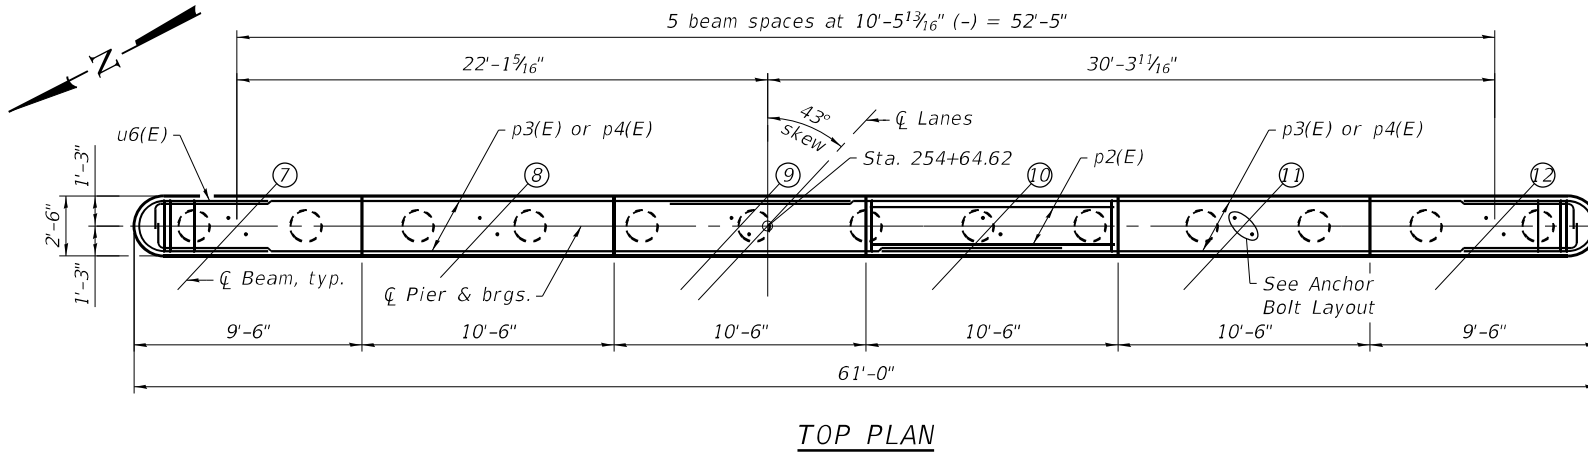 5 beam spaces at 10'-5 13/16" (-) = 52'-5"
22'-1 5/16"
30'-3 11/16"
N
43°
skew
℄ Lanes
Sta. 254+64.62
u6(E)
p3(E) or p4(E)
p2(E)
p3(E) or p4(E)
7
8
9
10
11
12
1'-3"
2'-6"
1'-3"
℄ Beam, typ.
℄ Pier & brgs.
See Anchor
Bolt Layout
9'-6"
10'-6"
10'-6"
10'-6"
10'-6"
9'-6"
61'-0"
TOP PLAN